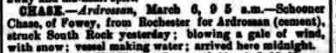 CHASE.—Ardrossan, March 6, 9 5 a.m.—Schooner
Chase, of Fowey, from Rochester for Ardrossan (cement),
struck South Rock yesterday; blowing a gale of wind,
with snow; vessel making water; arrived here midnight.